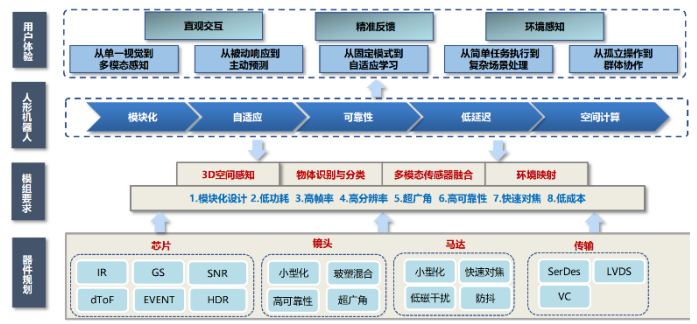 用户体验
直观交互
精准反馈
环境感知
从单一视觉到
多模态感知
从被动响应到
主动预测
从固定模式到
自适应学习
从简单任务执行到
复杂场景处理
从孤立操作到
群体协作
人形机器人
模块化
自适应
可靠性
低延迟
空间计算
模组要求
3D空间感知
物体识别与分类
多模态传感器融合
环境映射
1.模块化设计 2.低功耗 3.高帧率 4.高分辨率 5.超广角 6.高可靠性 7.快速对焦 8.低成本
器件规划
芯片
IR
GS
SNR
dToF
EVENT
HDR
镜头
小型化
玻塑混合
高可靠性
超广角
马达
小型化
快速对焦
低磁干扰
防抖
传输
SerDes
LVDS
VC